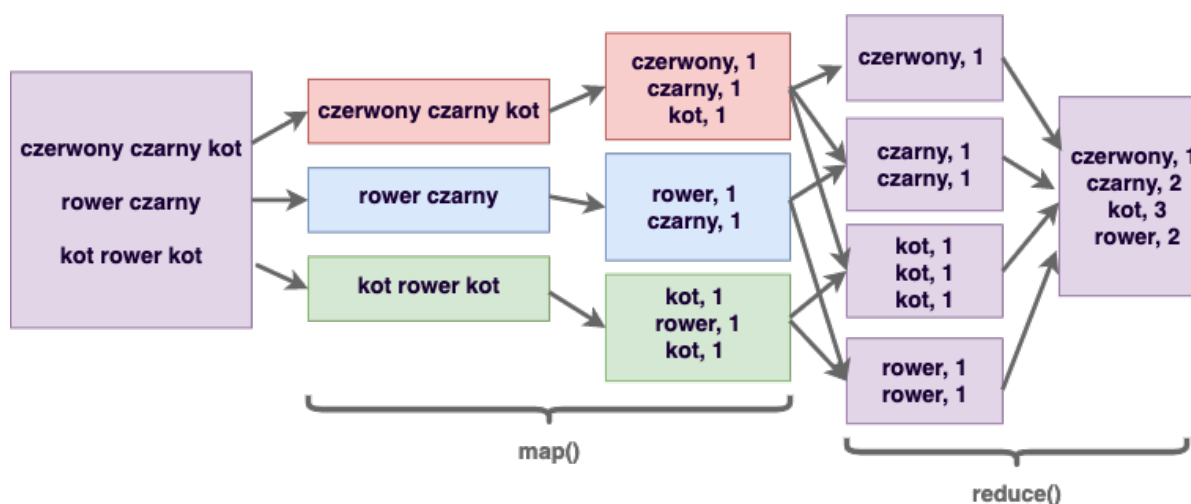 czerwony czarny kot
rower czarny
kot rower kot
czerwony czarny kot
rower czarny
kot rower kot
czerwony, 1
czarny, 1
kot, 1
rower, 1
czarny, 1
kot, 1
rower, 1
kot, 1
czerwony, 1
czarny, 1
czarny, 1
kot, 1
kot, 1
kot, 1
rower, 1
rower, 1
czerwony, 1
czarny, 2
kot, 3
rower, 2
map()
reduce()